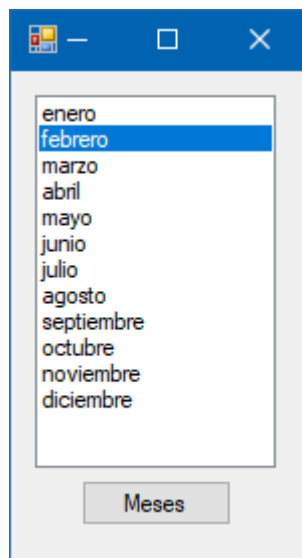 enero
febrero
marzo
abril
mayo
junio
julio
agosto
septiembre
octubre
noviembre
diciembre
Meses